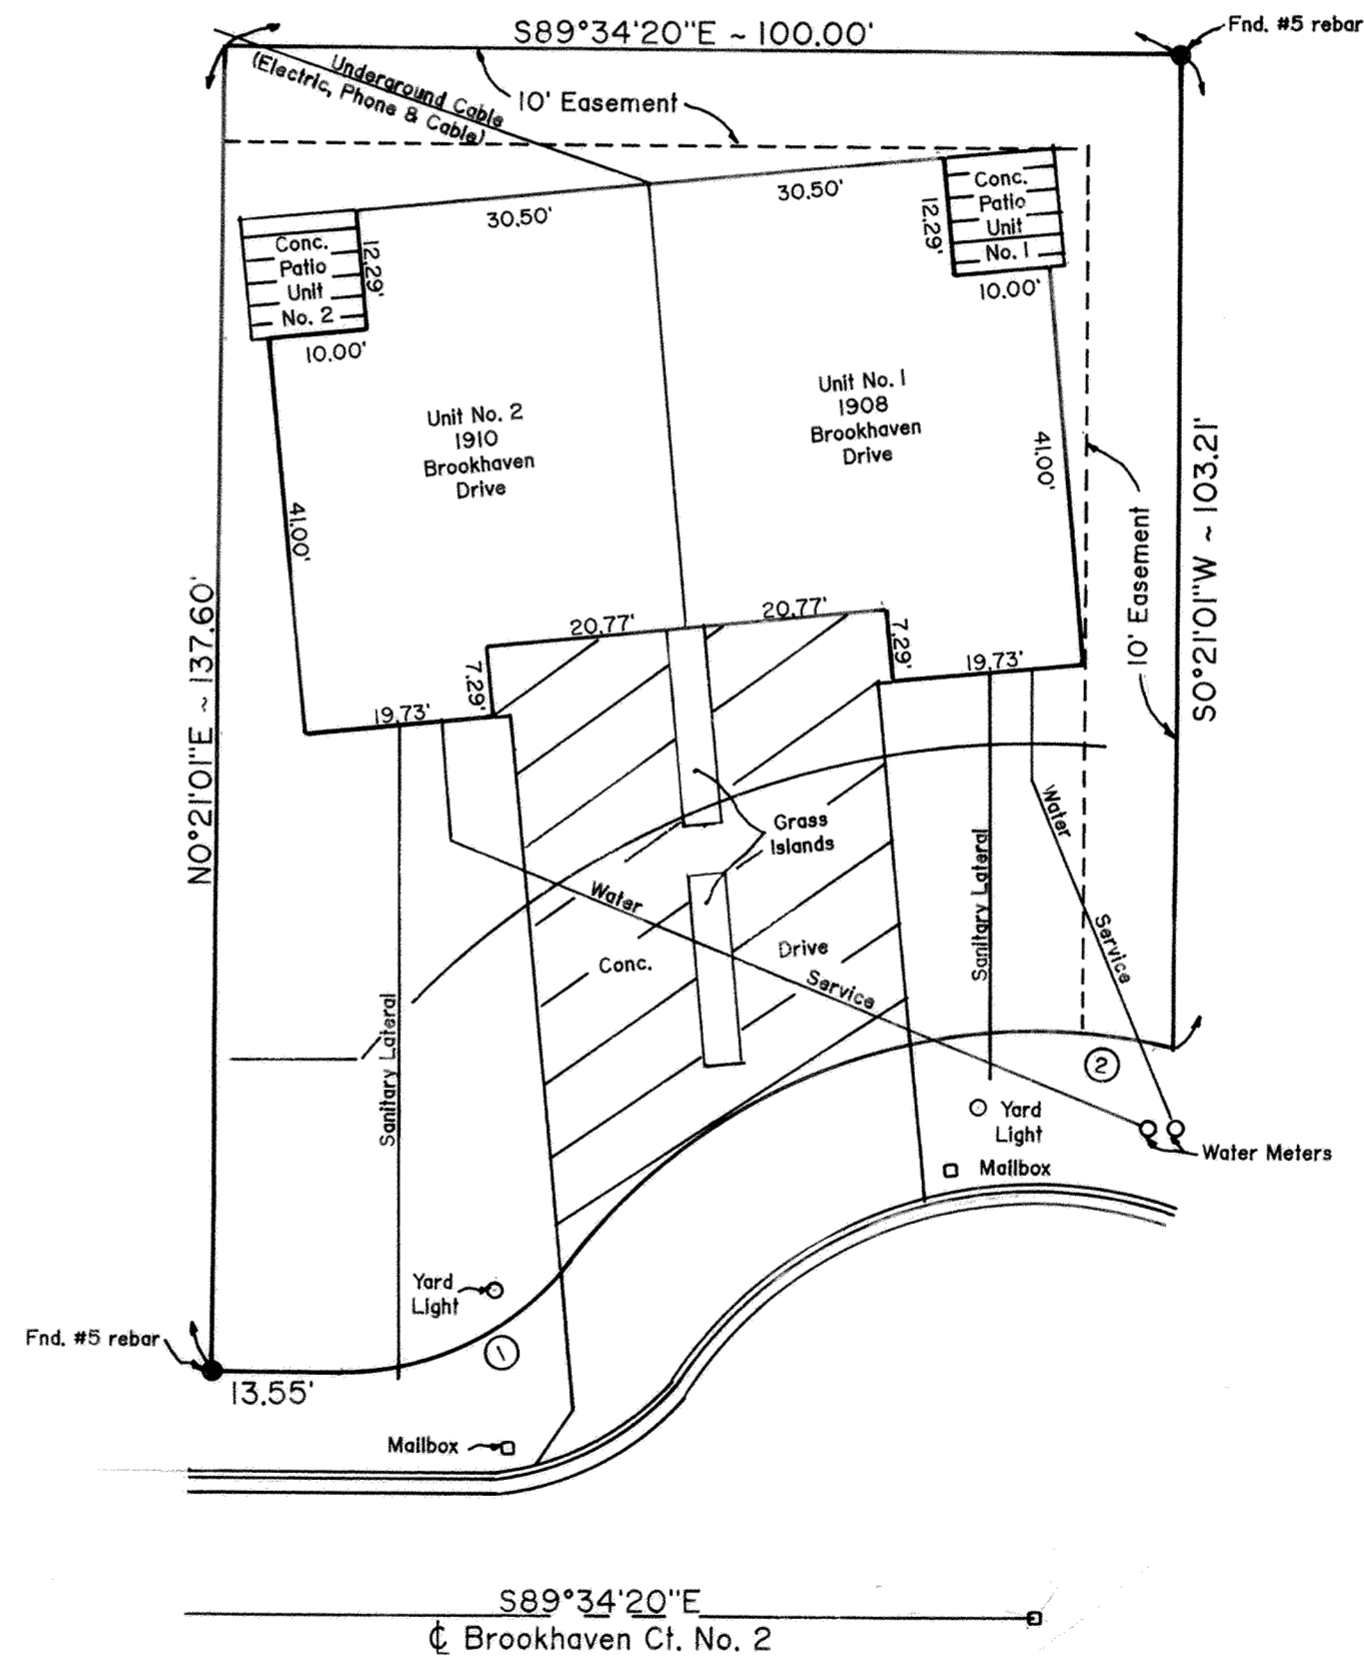 S89°34'20"E ~ 100.00'
Fnd. #5 rebar
Underground Cable
(Electric, Phone & Cable)
10' Easement
30.50'
30.50'
Conc.
Patio
Unit
No. 1
12.29'
10.00'
Conc.
Patio
Unit
No. 2
12.29'
10.00'
Unit No. 2
1910
Brookhaven
Drive
Unit No. 1
1908
Brookhaven
Drive
41.00'
41.00'
S0°21'01"W ~ 103.21'
10' Easement
N0°21'01"E ~ 137.60'
20.77'
20.77'
7.29'
7.29'
19.73'
19.73'
Grass
Islands
Water
Service
Water
Service
Conc.
Drive
Sanitary Lateral
Sanitary Lateral
2
Yard
Light
Mailbox
Water Meters
Yard
Light
1
Fnd. #5 rebar
13.55'
Mailbox
S89°34'20"E
℄ Brookhaven Ct. No. 2